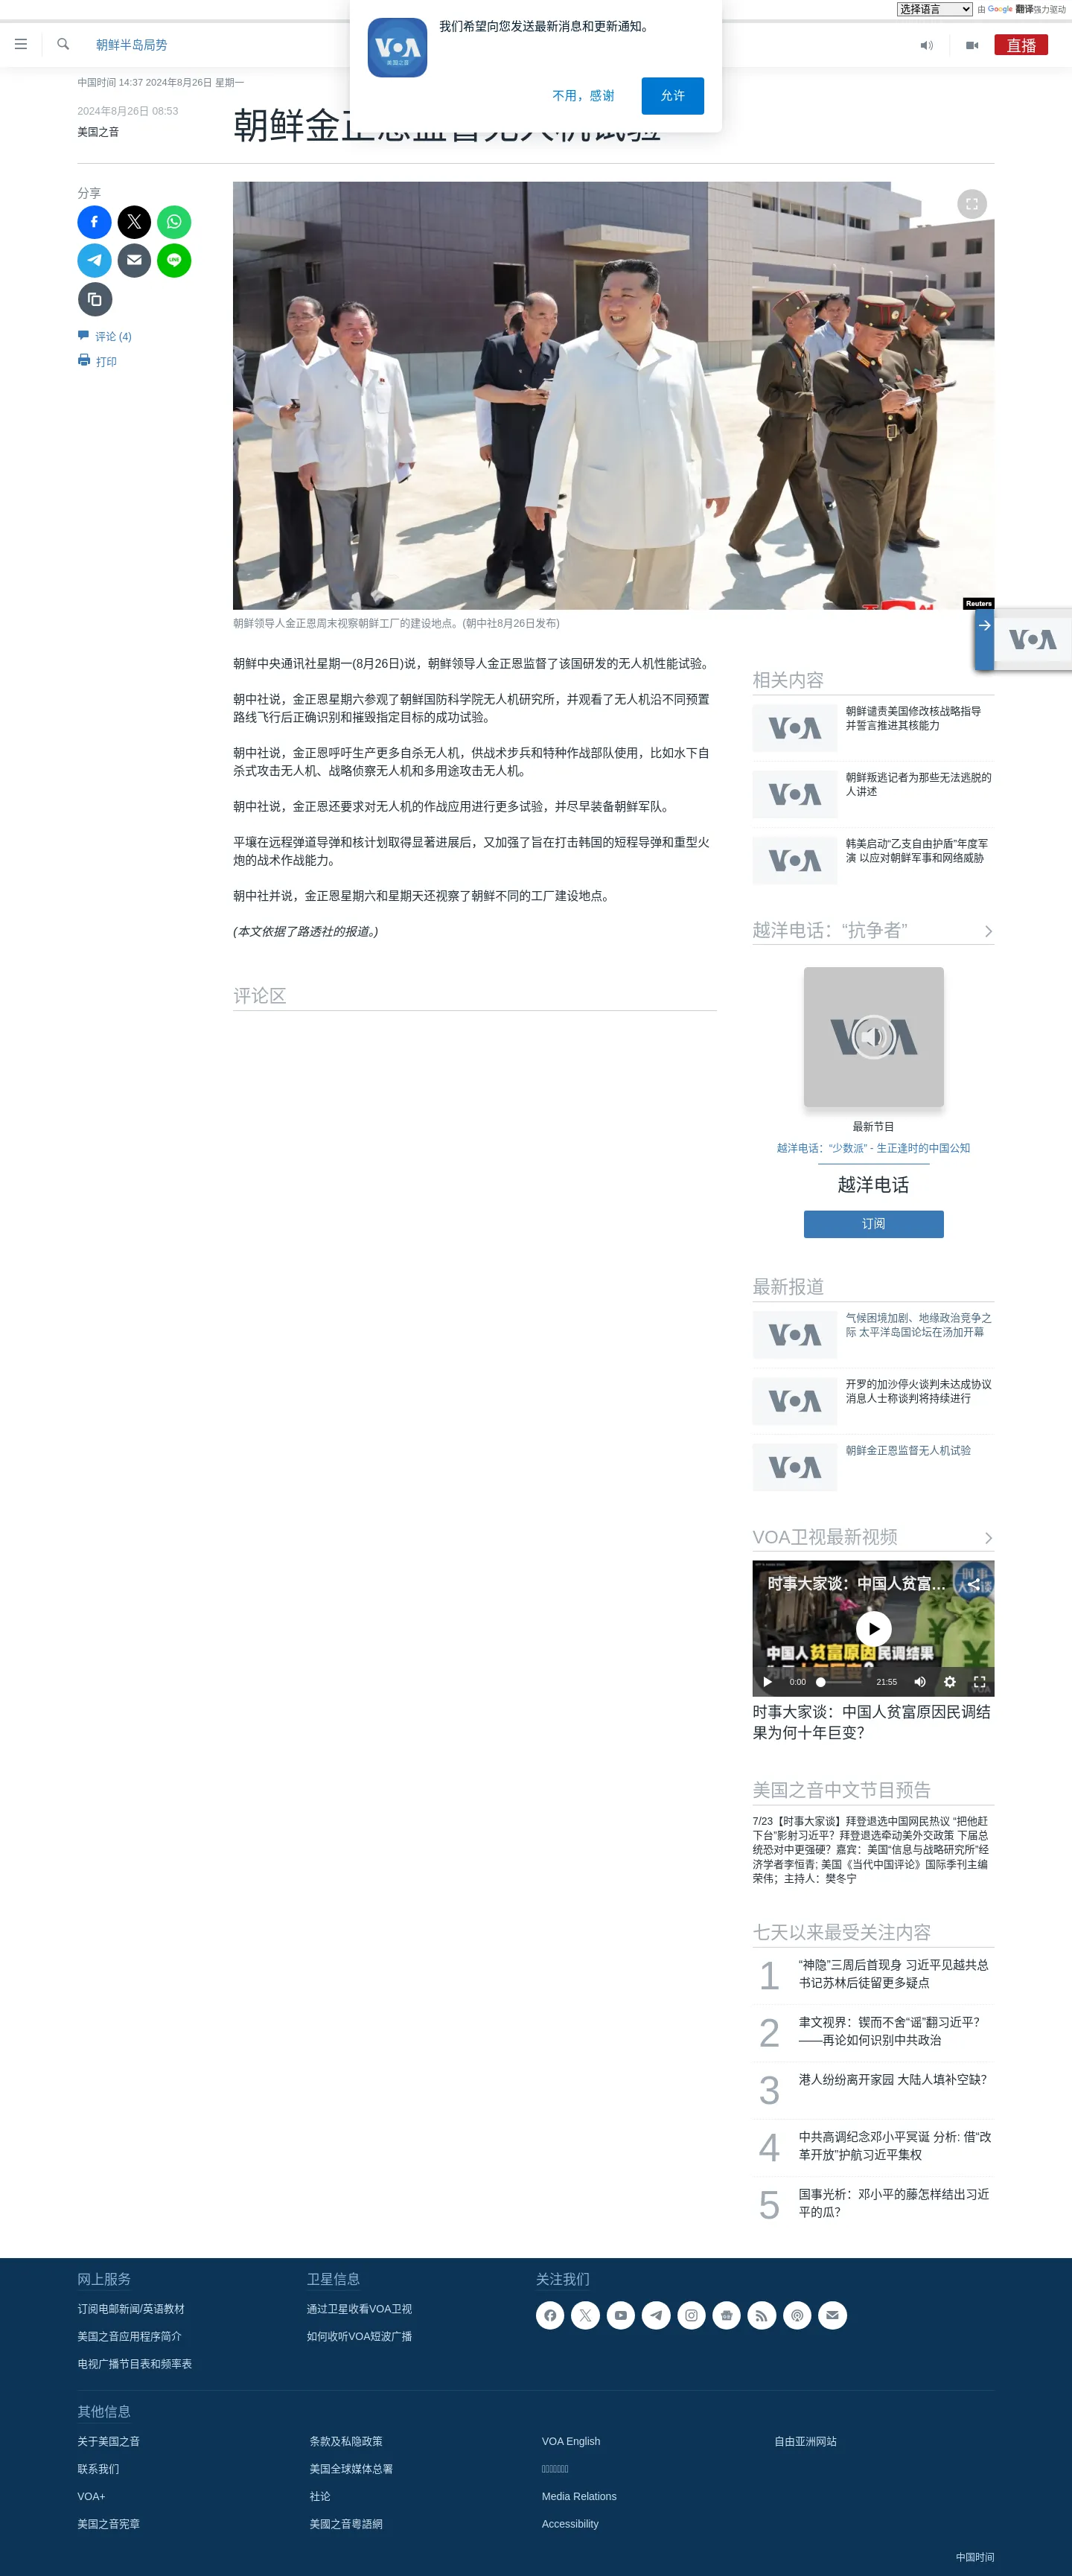 选择语言
由 Google 翻译强力驱动
朝鲜半岛局势
直播
VOA
美国之音
我们希望向您发送最新消息和更新通知。
不用，感谢
允许
中国时间 14:37 2024年8月26日 星期一
2024年8月26日 08:53
美国之音
朝鲜金正恩监督无人机试验
分享
评论 (4)
打印
Reuters
朝鲜领导人金正恩周末视察朝鲜工厂的建设地点。(朝中社8月26日发布)
朝鲜中央通讯社星期一(8月26日)说，朝鲜领导人金正恩监督了该国研发的无人机性能试验。
朝中社说，金正恩星期六参观了朝鲜国防科学院无人机研究所，并观看了无人机沿不同预置
路线飞行后正确识别和摧毁指定目标的成功试验。
朝中社说，金正恩呼吁生产更多自杀无人机，供战术步兵和特种作战部队使用，比如水下自
杀式攻击无人机、战略侦察无人机和多用途攻击无人机。
朝中社说，金正恩还要求对无人机的作战应用进行更多试验，并尽早装备朝鲜军队。
平壤在远程弹道导弹和核计划取得显著进展后，又加强了旨在打击韩国的短程导弹和重型火
炮的战术作战能力。
朝中社并说，金正恩星期六和星期天还视察了朝鲜不同的工厂建设地点。
(本文依据了路透社的报道。)
评论区
VOA
相关内容
VOA
朝鲜谴责美国修改核战略指导
并誓言推进其核能力
VOA
朝鲜叛逃记者为那些无法逃脱的
人讲述
VOA
韩美启动“乙支自由护盾”年度军
演 以应对朝鲜军事和网络威胁
越洋电话：“抗争者”
VOA
最新节目
越洋电话：“少数派” - 生正逢时的中国公知
越洋电话
订阅
最新报道
VOA
气候困境加剧、地缘政治竞争之
际 太平洋岛国论坛在汤加开幕
VOA
开罗的加沙停火谈判未达成协议
消息人士称谈判将持续进行
VOA
朝鲜金正恩监督无人机试验
VOA卫视最新视频
时事大家谈：中国人贫富…
时事
大家谈
中国人贫富原因民调结果
为何十年巨变？
0:00
21:55
VOA
时事大家谈：中国人贫富原因民调结
果为何十年巨变？
美国之音中文节目预告
7/23【时事大家谈】拜登退选中国网民热议 “把他赶
下台”影射习近平？拜登退选牵动美外交政策 下届总
统恐对中更强硬？嘉宾：美国“信息与战略研究所”经
济学者李恒青; 美国《当代中国评论》国际季刊主编
荣伟；主持人：樊冬宁
七天以来最受关注内容
1
“神隐”三周后首现身 习近平见越共总
书记苏林后徒留更多疑点
2
聿文视界：锲而不舍“谣”翻习近平？
——再论如何识别中共政治
3
港人纷纷离开家园 大陆人填补空缺？
4
中共高调纪念邓小平冥诞 分析: 借“改
革开放”护航习近平集权
5
国事光析：邓小平的藤怎样结出习近
平的瓜？
网上服务
订阅电邮新闻/英语教材
美国之音应用程序简介
电视广播节目表和频率表
卫星信息
通过卫星收看VOA卫视
如何收听VOA短波广播
关注我们
其他信息
关于美国之音
联系我们
VOA+
美国之音宪章
条款及私隐政策
美国全球媒体总署
社论
美國之音粵語網
VOA English
Media Relations
Accessibility
自由亚洲网站
中国时间